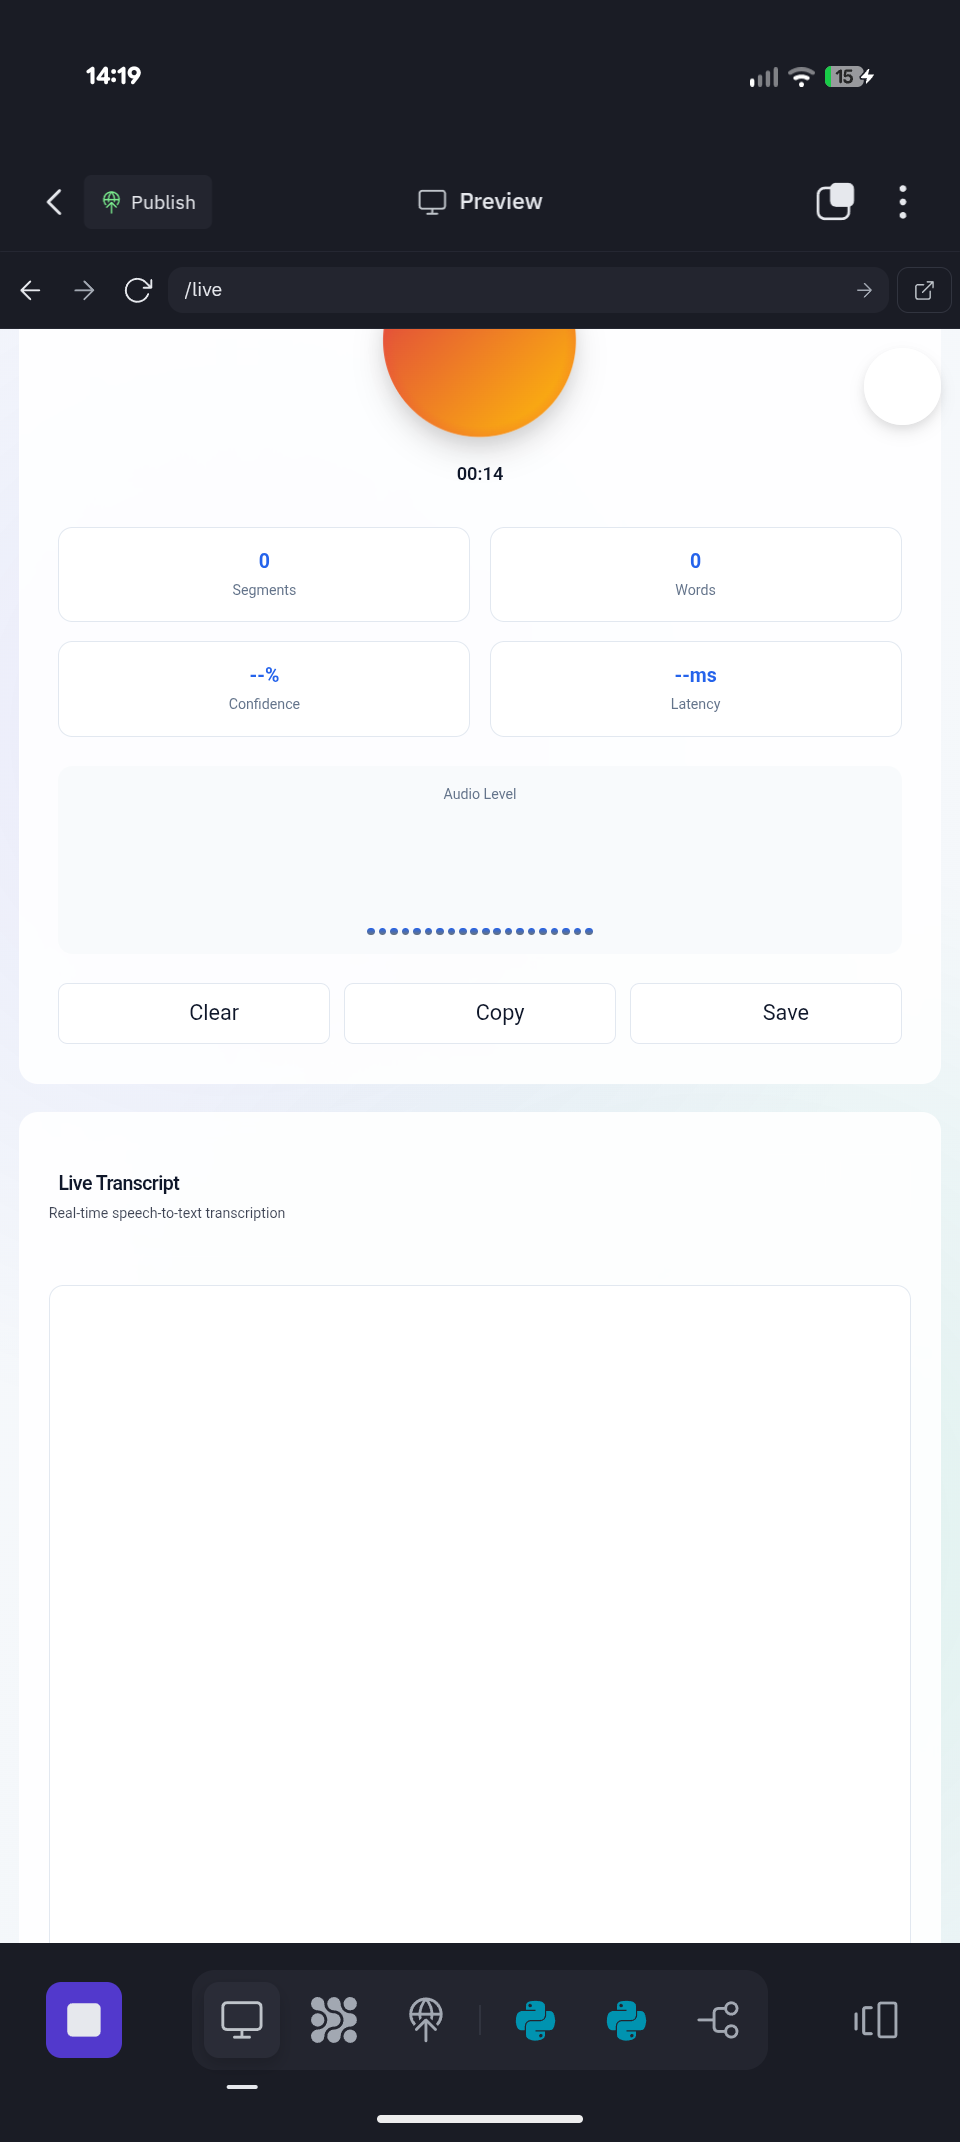 14:19
15
Publish
Preview
/live
00:14
0
Segments
0
Words
--%
Confidence
--ms
Latency
Audio Level
Clear
Copy
Save
Live Transcript
Real-time speech-to-text transcription